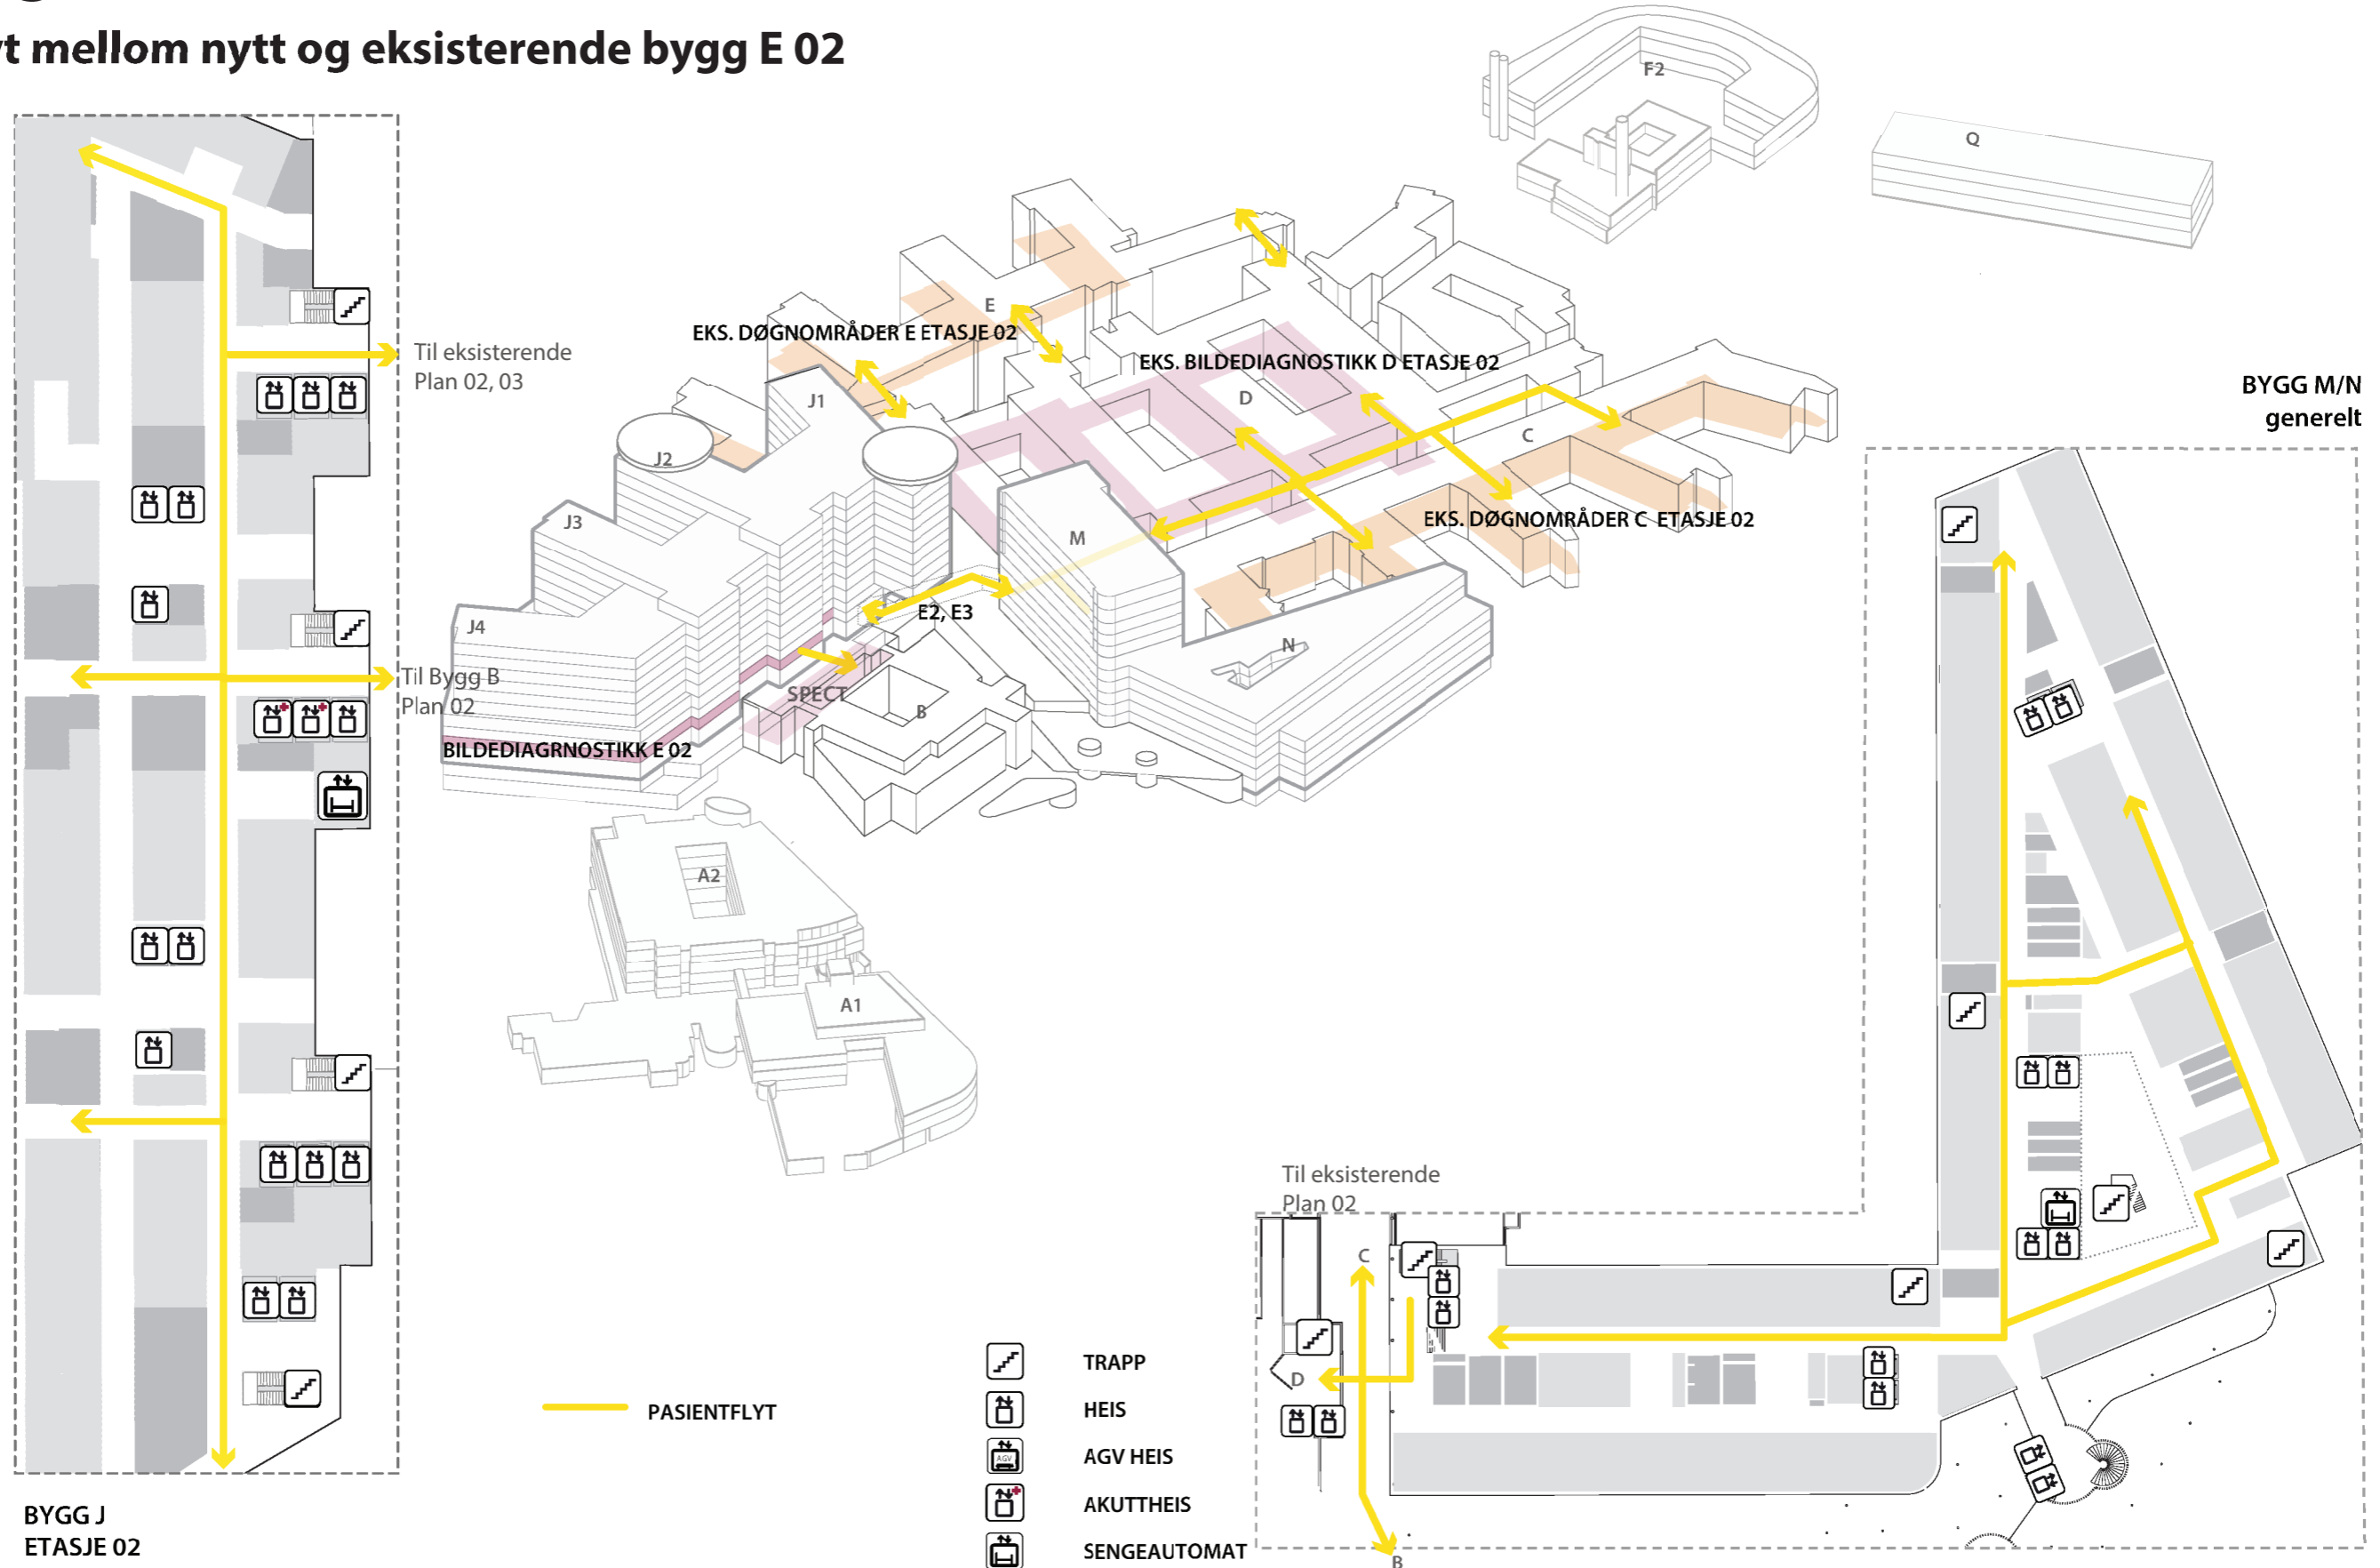 mellom nytt og eksisterende bygg E 02
F2
Q
E
EKS. DØGNOMRÅDER E ETASJE 02
EKS. BILDEDIAGNOSTIKK D ETASJE 02
Til eksisterende
Plan 02, 03
D
J1
C
BYGG M/N
generelt
J2
J3
M
EKS. DØGNOMRÅDER C ETASJE 02
E2, E3
J4
N
Til Bygg B
Plan 02
SPECT
B
BILDEDIAGRNOSTIKK E 02
A2
A1
Til eksisterende
Plan 02
C
D
B
PASIENTFLYT
TRAPP
HEIS
AGV
AGV HEIS
AKUTTHEIS
SENGEAUTOMAT
BYGG J
ETASJE 02